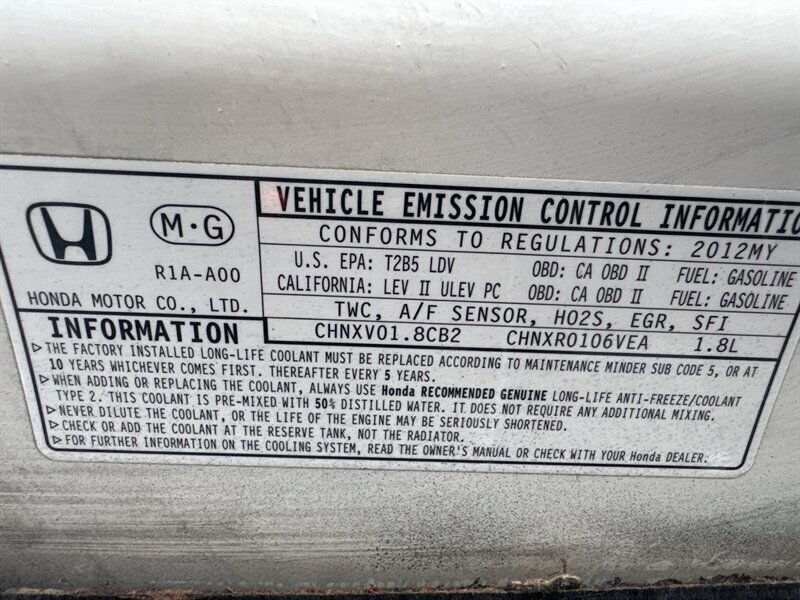 VEHICLE EMISSION CONTROL INFORMATIO
M·G
R1A-A00
HONDA MOTOR CO., LTD.
CONFORMS TO REGULATIONS: 2012MY
U.S. EPA: T2B5 LDV OBD: CA OBD II FUEL: GASOLINE
CALIFORNIA: LEV II ULEV PC OBD: CA OBD II FUEL: GASOLINE
TWC, A/F SENSOR, HO2S, EGR, SFI
CHNXV01.8CB2 CHNXR0106VEA 1.8L
INFORMATION
▷THE FACTORY INSTALLED LONG-LIFE COOLANT MUST BE REPLACED ACCORDING TO MAINTENANCE MINDER SUB CODE 5, OR AT
10 YEARS WHICHEVER COMES FIRST. THEREAFTER EVERY 5 YEARS.
▷WHEN ADDING OR REPLACING THE COOLANT, ALWAYS USE Honda RECOMMENDED GENUINE LONG-LIFE ANTI-FREEZE/COOLANT
TYPE 2. THIS COOLANT IS PRE-MIXED WITH 50% DISTILLED WATER. IT DOES NOT REQUIRE ANY ADDITIONAL MIXING.
▷NEVER DILUTE THE COOLANT, OR THE LIFE OF THE ENGINE MAY BE SERIOUSLY SHORTENED.
▷CHECK OR ADD THE COOLANT AT THE RESERVE TANK, NOT THE RADIATOR.
▷FOR FURTHER INFORMATION ON THE COOLING SYSTEM, READ THE OWNER'S MANUAL OR CHECK WITH YOUR Honda DEALER.